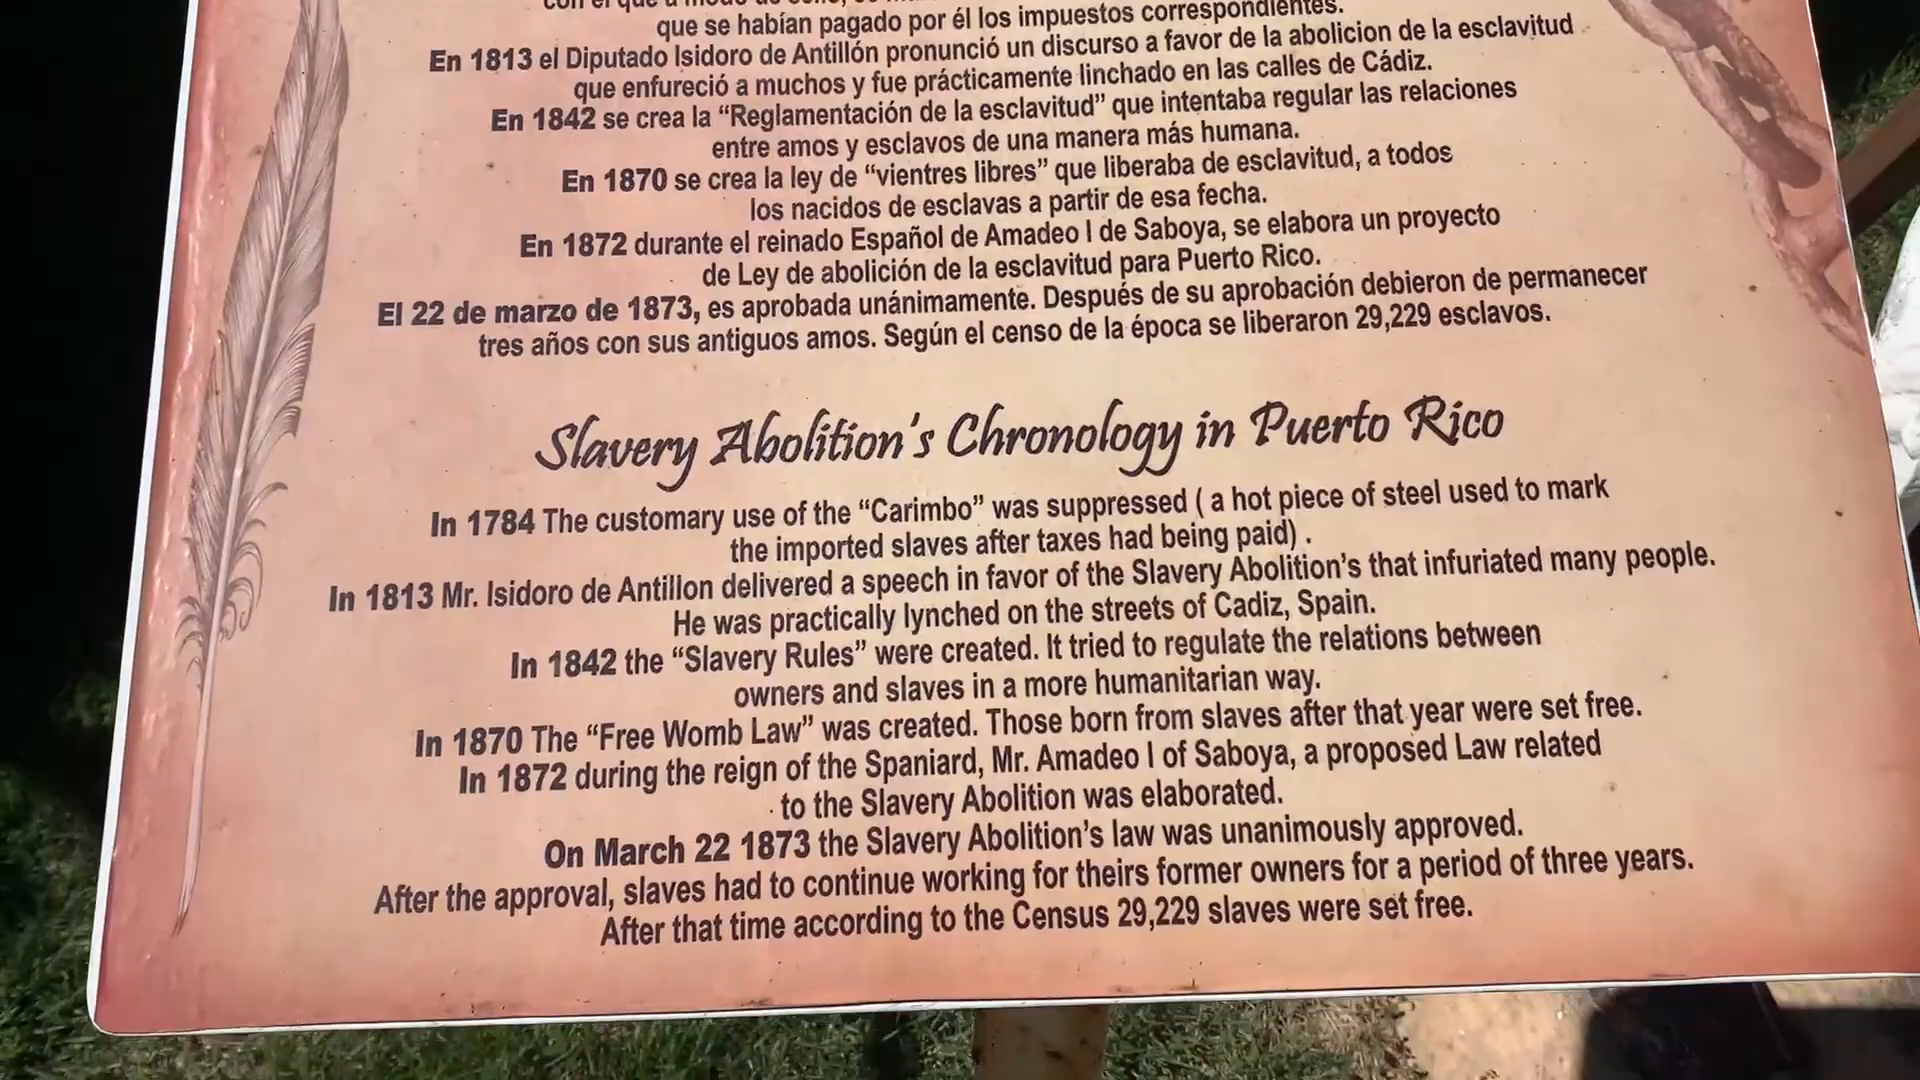 que se habían pagado por él los impuestos correspondientes.
En 1813 el Diputado Isidoro de Antillón pronunció un discurso a favor de la abolicion de la esclavitud
que enfureció a muchos y fue prácticamente linchado en las calles de Cádiz.
En 1842 se crea la “Reglamentación de la esclavitud” que intentaba regular las relaciones
entre amos y esclavos de una manera más humana.
En 1870 se crea la ley de “vientres libres” que liberaba de esclavitud, a todos
los nacidos de esclavas a partir de esa fecha.
En 1872 durante el reinado Español de Amadeo I de Saboya, se elabora un proyecto
de Ley de abolición de la esclavitud para Puerto Rico.
El 22 de marzo de 1873, es aprobada unánimamente. Después de su aprobación debieron de permanecer
tres años con sus antiguos amos. Según el censo de la época se liberaron 29,229 esclavos.
Slavery Abolition's Chronology in Puerto Rico
In 1784 The customary use of the “Carimbo” was suppressed ( a hot piece of steel used to mark
the imported slaves after taxes had being paid) .
In 1813 Mr. Isidoro de Antillon delivered a speech in favor of the Slavery Abolition’s that infuriated many people.
He was practically lynched on the streets of Cadiz, Spain.
In 1842 the “Slavery Rules” were created. It tried to regulate the relations between
owners and slaves in a more humanitarian way.
In 1870 The “Free Womb Law” was created. Those born from slaves after that year were set free.
In 1872 during the reign of the Spaniard, Mr. Amadeo I of Saboya, a proposed Law related
to the Slavery Abolition was elaborated.
On March 22 1873 the Slavery Abolition’s law was unanimously approved.
After the approval, slaves had to continue working for theirs former owners for a period of three years.
After that time according to the Census 29,229 slaves were set free.